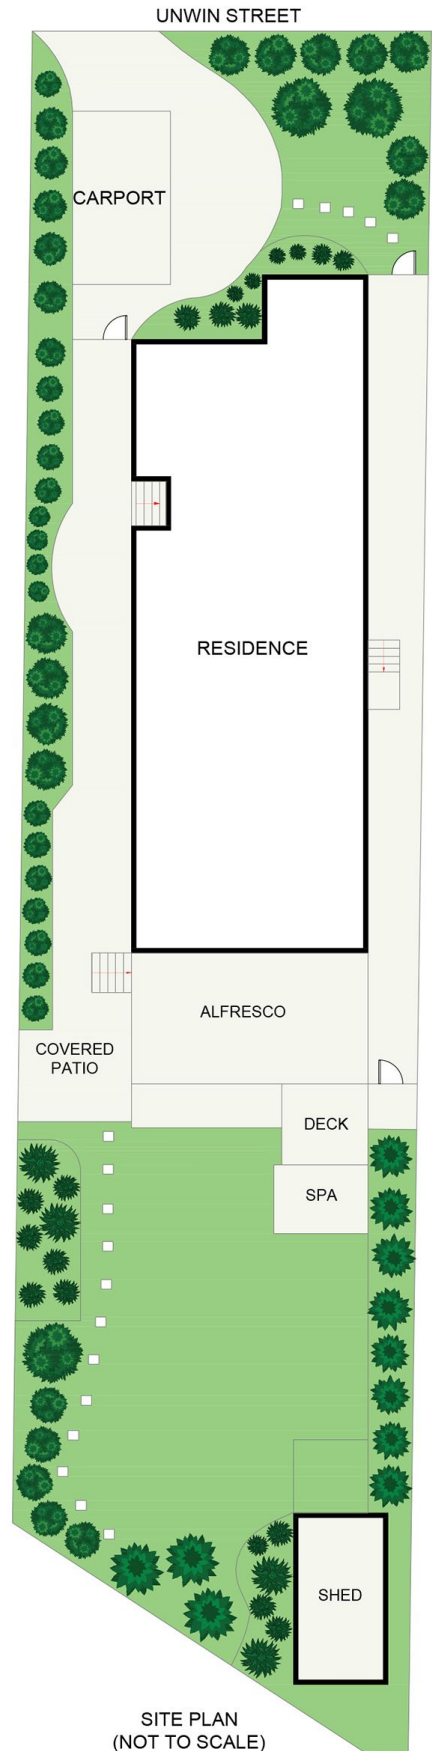 UNWIN STREET
CARPORT
RESIDENCE
ALFRESCO
COVERED
PATIO
DECK
SPA
SHED
SITE PLAN
(NOT TO SCALE)